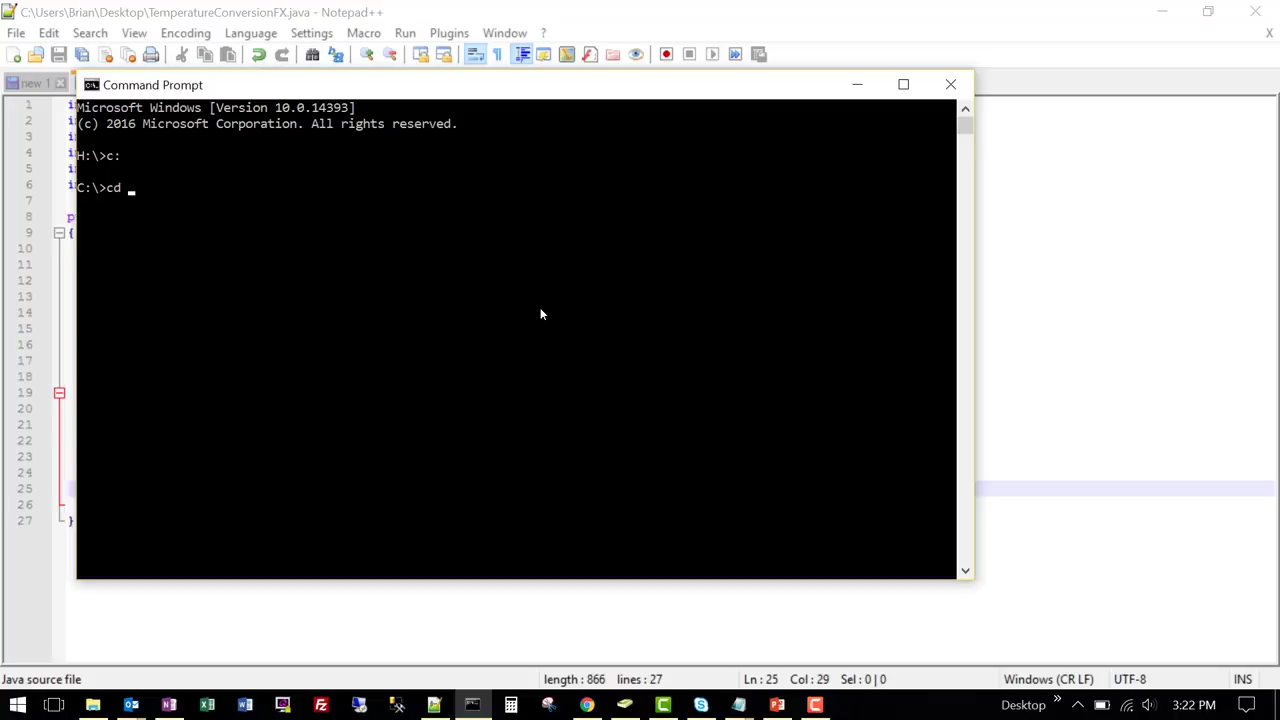 C:\Users\Brian\Desktop\TemperatureConversionFX.java - Notepad++
File Edit Search View Encoding Language Settings Macro Run Plugins Window ? X
new 1
Command Prompt
Microsoft Windows [Version 10.0.14393]
(c) 2016 Microsoft Corporation. All rights reserved.
H:\>c:
C:\>cd _
1
2
3
4
5
6
7
8
9 {
10
11
12
13
14
15
16
17
18
19
20
21
22
23
24
25
26
27 }
Java source file length : 866 lines : 27 Ln : 25 Col : 29 Sel : 0 | 0 Windows (CR LF) UTF-8 INS
Desktop » 3:22 PM